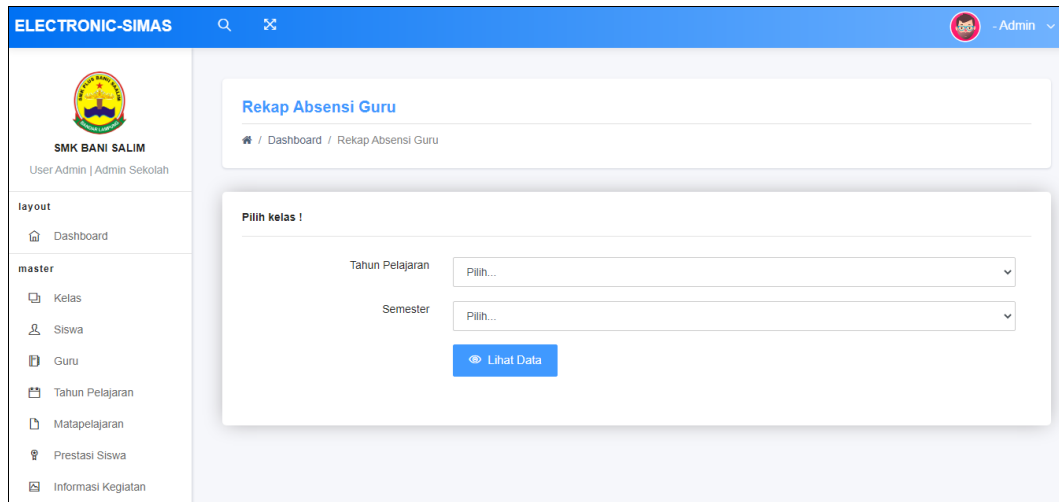 ELECTRONIC-SIMAS
- Admin
SMK BANI SALIM
User Admin | Admin Sekolah
layout
Dashboard
master
Kelas
Siswa
Guru
Tahun Pelajaran
Matapelajaran
Prestasi Siswa
Informasi Kegiatan
Rekap Absensi Guru
/ Dashboard / Rekap Absensi Guru
Pilih kelas !
Tahun Pelajaran
Pilih...
Semester
Pilih...
Lihat Data